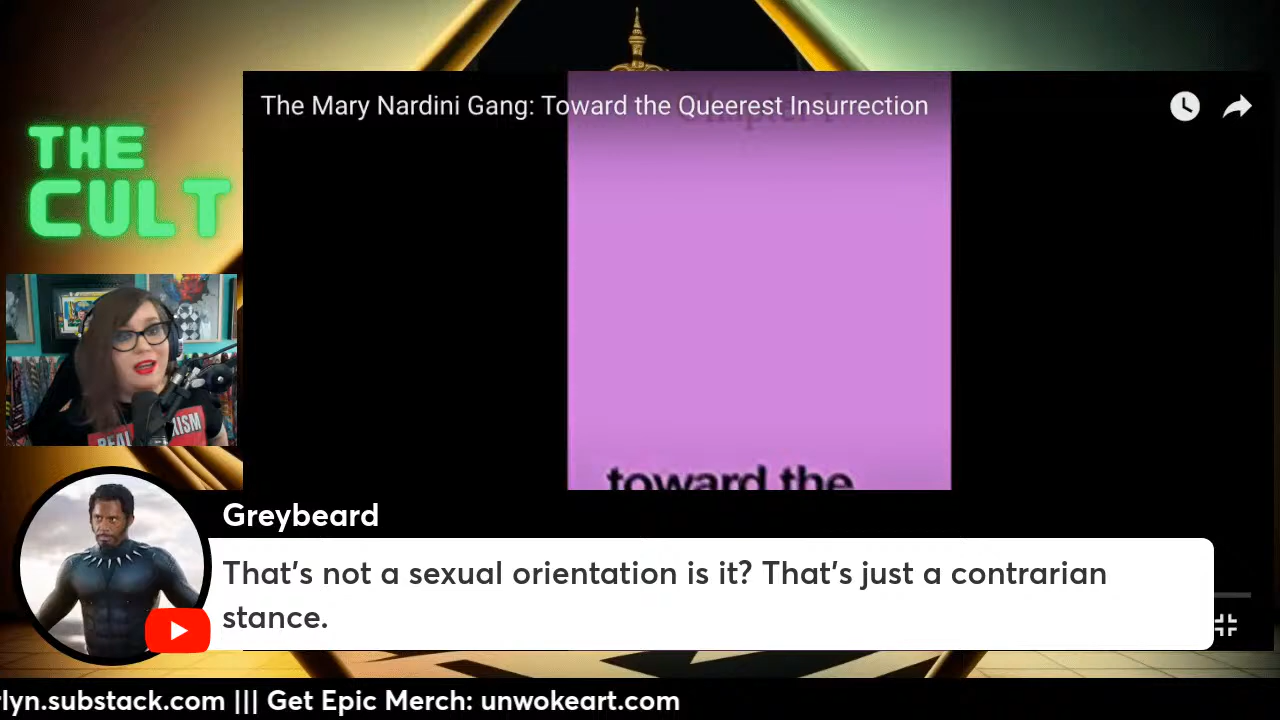 The Mary Nardini Gang: Toward the Queerest Insurrection
THE
CULT
toward the
Greybeard
That's not a sexual orientation is it? That's just a contrarian
stance.
rlyn.substack.com ||| Get Epic Merch: unwokeart.com